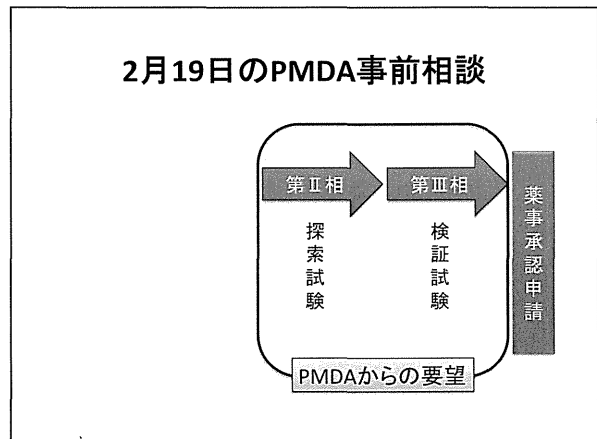 2月19日のPMDA事前相談
第Ⅱ相
第Ⅲ相
探索試験
検証試験
薬事承認申請
PMDAからの要望